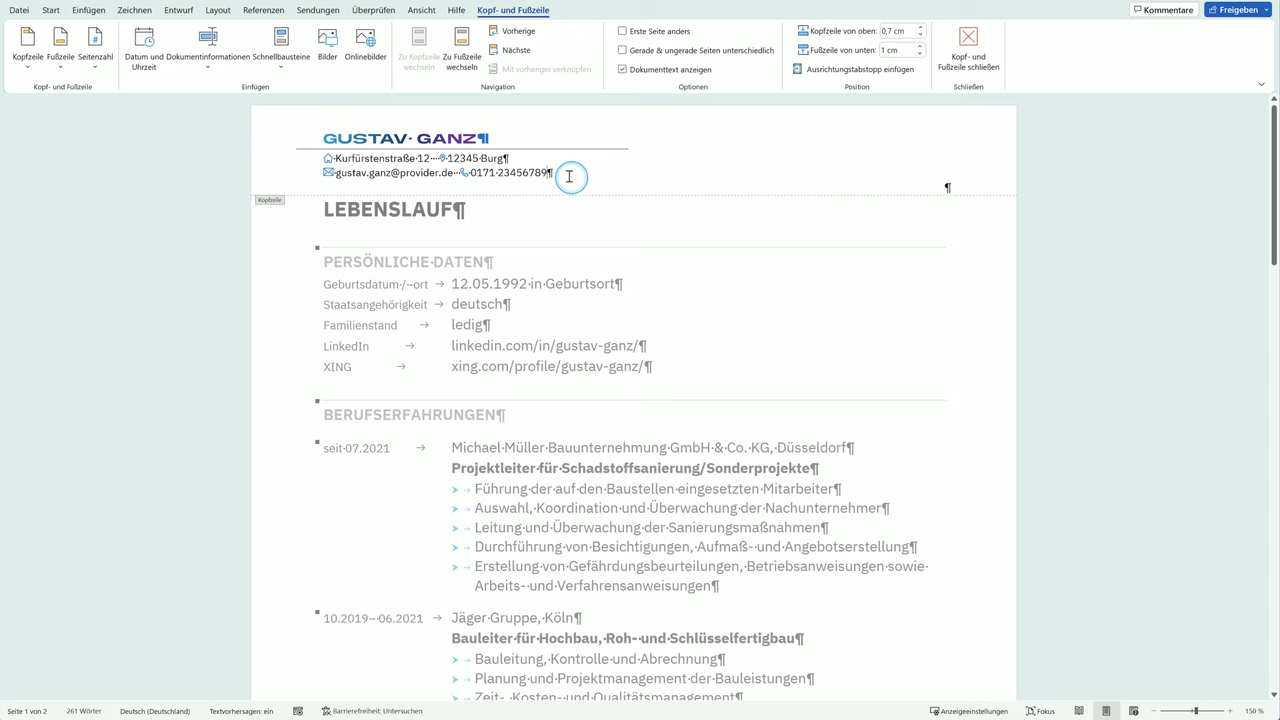 Datei Start Einfügen Zeichnen Entwurf Layout Referenzen Sendungen Überprüfen Ansicht Hilfe Kopf- und Fußzeile Kommentare Freigeben
Kopfzeile Fußzeile Seitenzahl
Kopf- und Fußzeile
Datum und Uhrzeit Dokumentinformationen Schnellbausteine Bilder Onlinebilder
Einfügen
Zu Kopfzeile wechseln Zu Fußzeile wechseln
Vorherige
Nächste
Mit vorheriger verknüpfen
Navigation
Erste Seite anders
Gerade & ungerade Seiten unterschiedlich
Dokumenttext anzeigen
Optionen
Kopfzeile von oben: 0,7 cm
Fußzeile von unten: 1 cm
Ausrichtungstabstopp einfügen
Position
Kopf- und Fußzeile schließen
Schließen
GUSTAV· GANZ¶
·Kurfürstenstraße·12····12345·Burg¶
·gustav.ganz@provider.de···0171·23456789¶
¶
Kopfzeile
LEBENSLAUF¶
PERSÖNLICHE·DATEN¶
Geburtsdatum·/·-ort → 12.05.1992·in·Geburtsort¶
Staatsangehörigkeit → deutsch¶
Familienstand → ledig¶
LinkedIn → linkedin.com/in/gustav-ganz/¶
XING → xing.com/profile/gustav-ganz/¶
BERUFSERFAHRUNGEN¶
seit·07.2021 → Michael·Müller·Bauunternehmung·GmbH·&·Co.·KG,·Düsseldorf¶
Projektleiter·für·Schadstoffsanierung/Sonderprojekte¶
➤ → Führung·der·auf·den·Baustellen·eingesetzten·Mitarbeiter¶
➤ → Auswahl,·Koordination·und·Überwachung·der·Nachunternehmer¶
➤ → Leitung·und·Überwachung·der·Sanierungsmaßnahmen¶
➤ → Durchführung·von·Besichtigungen,·Aufmaß-·und·Angebotserstellung¶
➤ → Erstellung·von·Gefährdungsbeurteilungen,·Betriebsanweisungen·sowie·
Arbeits-·und·Verfahrensanweisungen¶
10.2019·-·06.2021 → Jäger·Gruppe,·Köln¶
Bauleiter·für·Hochbau,·Roh-·und·Schlüsselfertigbau¶
➤ → Bauleitung,·Kontrolle·und·Abrechnung¶
➤ → Planung·und·Projektmanagement·der·Bauleistungen¶
➤ → Zeit-,·Kosten-·und·Qualitätsmanagement¶
Seite 1 von 2 261 Wörter Deutsch (Deutschland) Textvorhersagen: ein Barrierefreiheit: Untersuchen Anzeigeeinstellungen Fokus 150 %